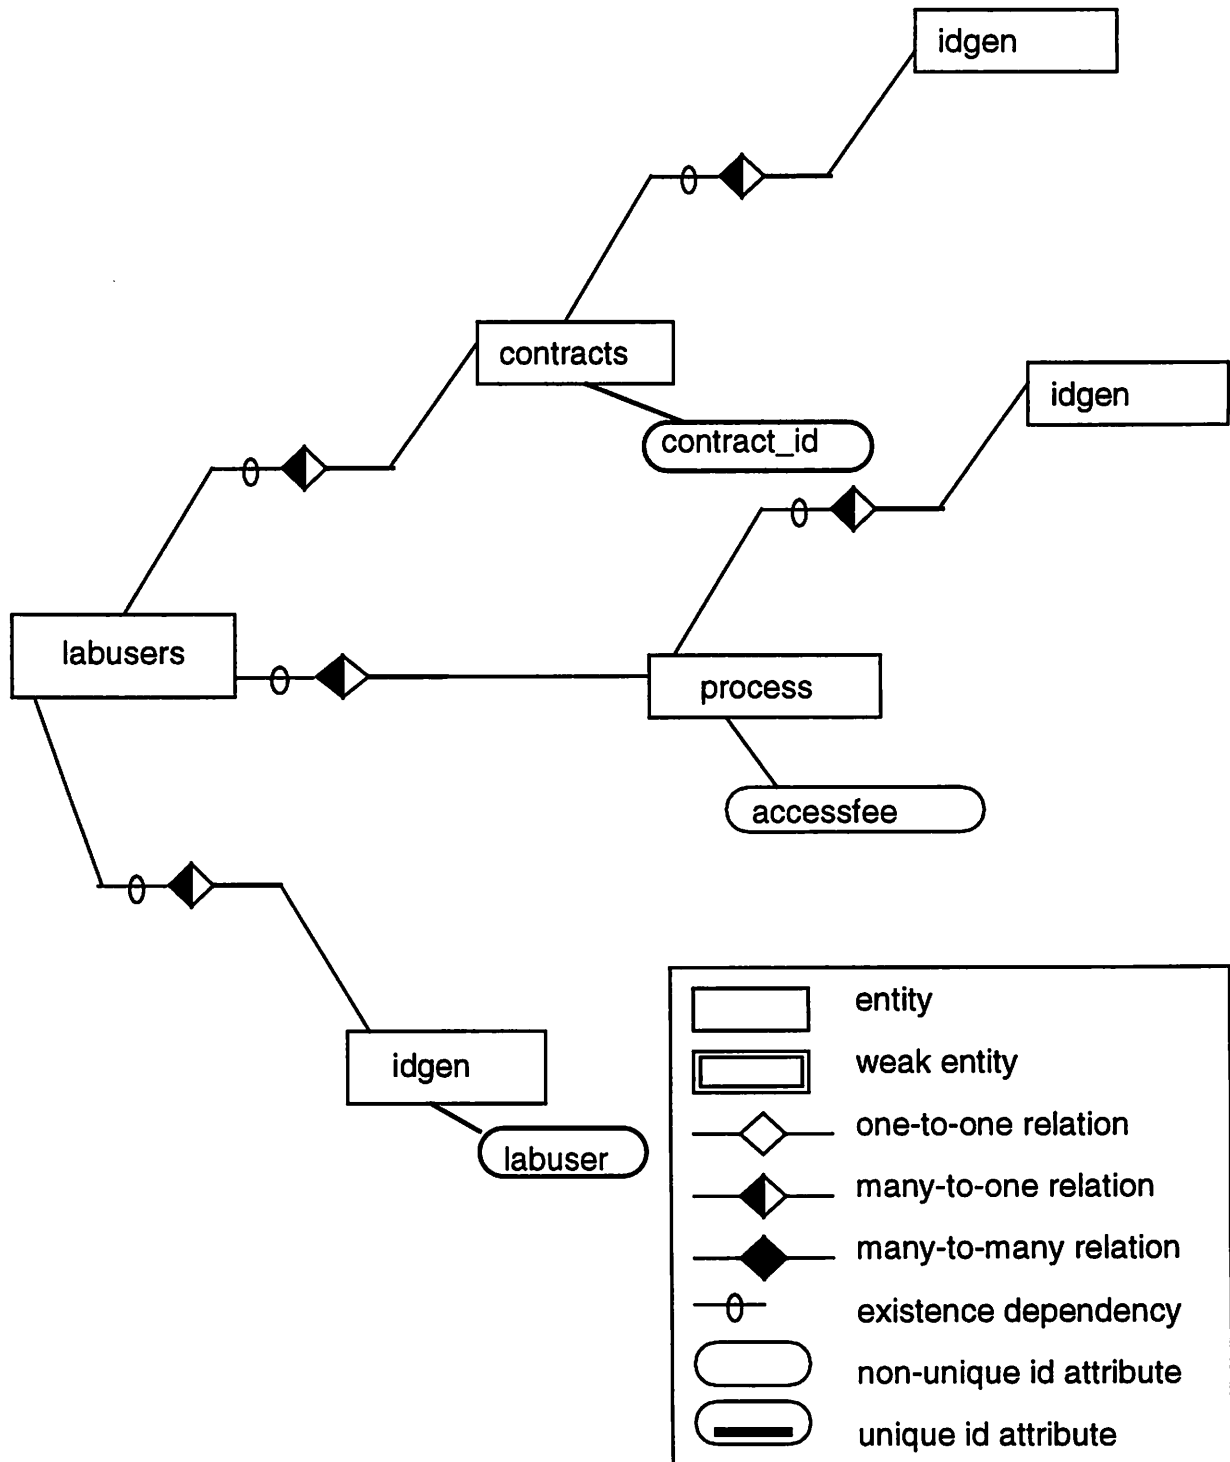 idgen
contracts
idgen
contract_id
labusers
process
accessfee
idgen
labuser
entity
weak entity
one-to-one relation
many-to-one relation
many-to-many relation
existence dependency
non-unique id attribute
unique id attribute